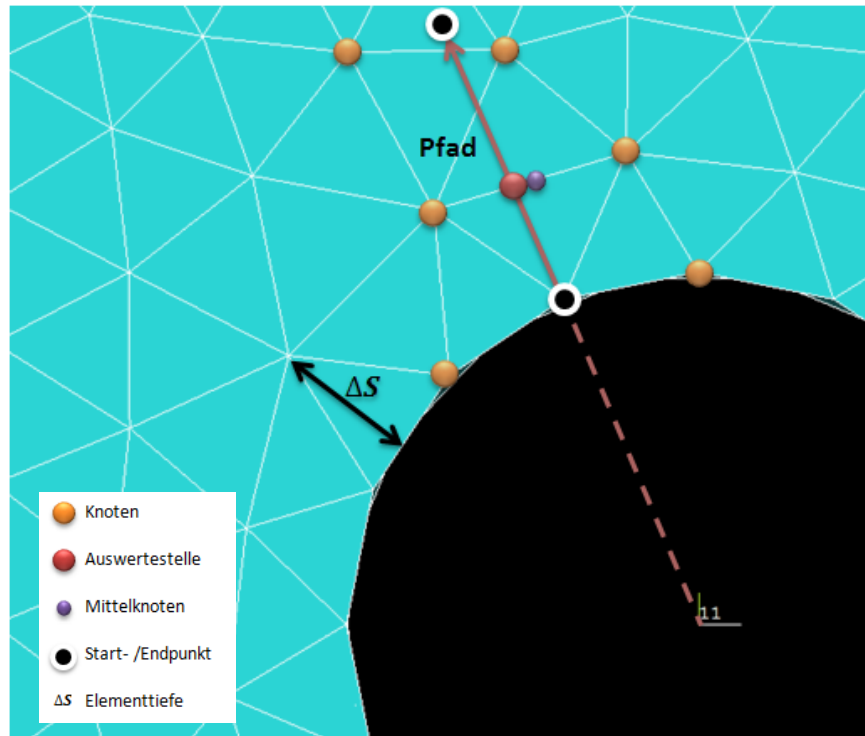 Pfad
ΔS
11
Knoten
Auswertestelle
Mittelknoten
Start- /Endpunkt
ΔS Elementtiefe